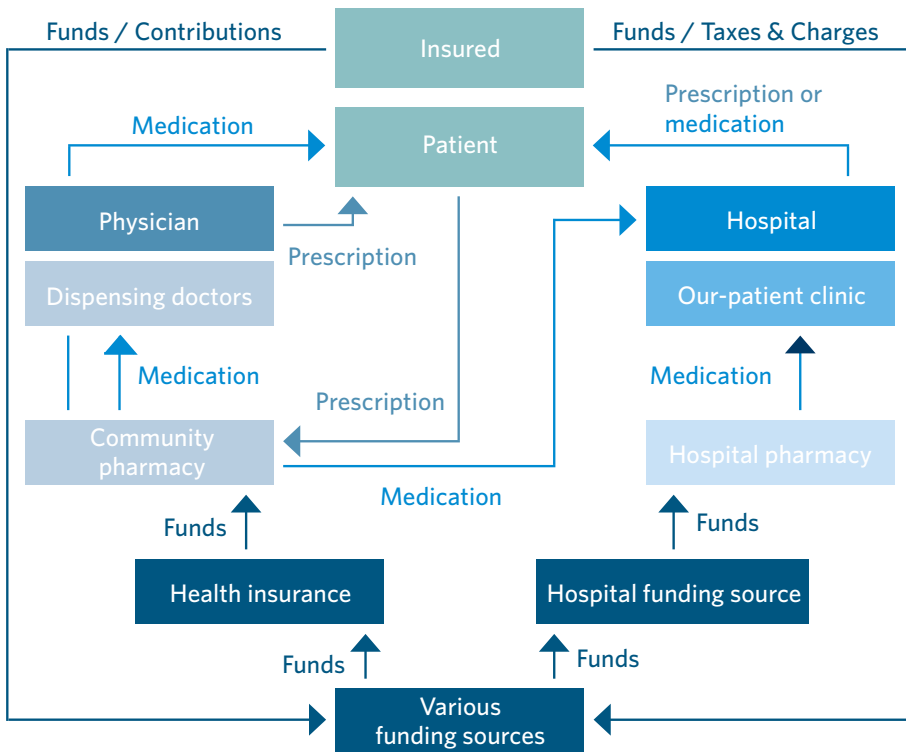 Funds / Contributions
Insured
Funds / Taxes & Charges
Prescription or
medication
Medication
Patient
Physician
Prescription
Hospital
Dispensing doctors
Our-patient clinic
Medication
Medication
Prescription
Community
pharmacy
Hospital pharmacy
Medication
Funds
Funds
Health insurance
Hospital funding source
Funds
Funds
Various
funding sources